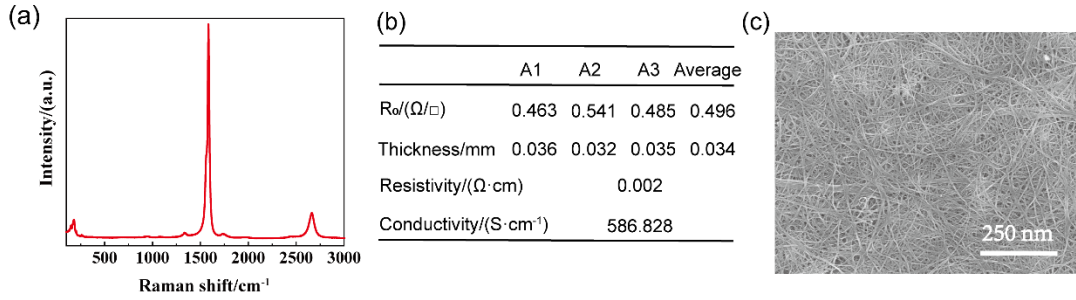 (a)
Intensity/(a.u.)
500 1000 1500 2000 2500 3000
Raman shift/cm⁻¹
(b)
A1 A2 A3 Average
R₀/(Ω/□) 0.463 0.541 0.485 0.496
Thickness/mm 0.036 0.032 0.035 0.034
Resistivity/(Ω·cm) 0.002
Conductivity/(S·cm⁻¹) 586.828
(c)
250 nm